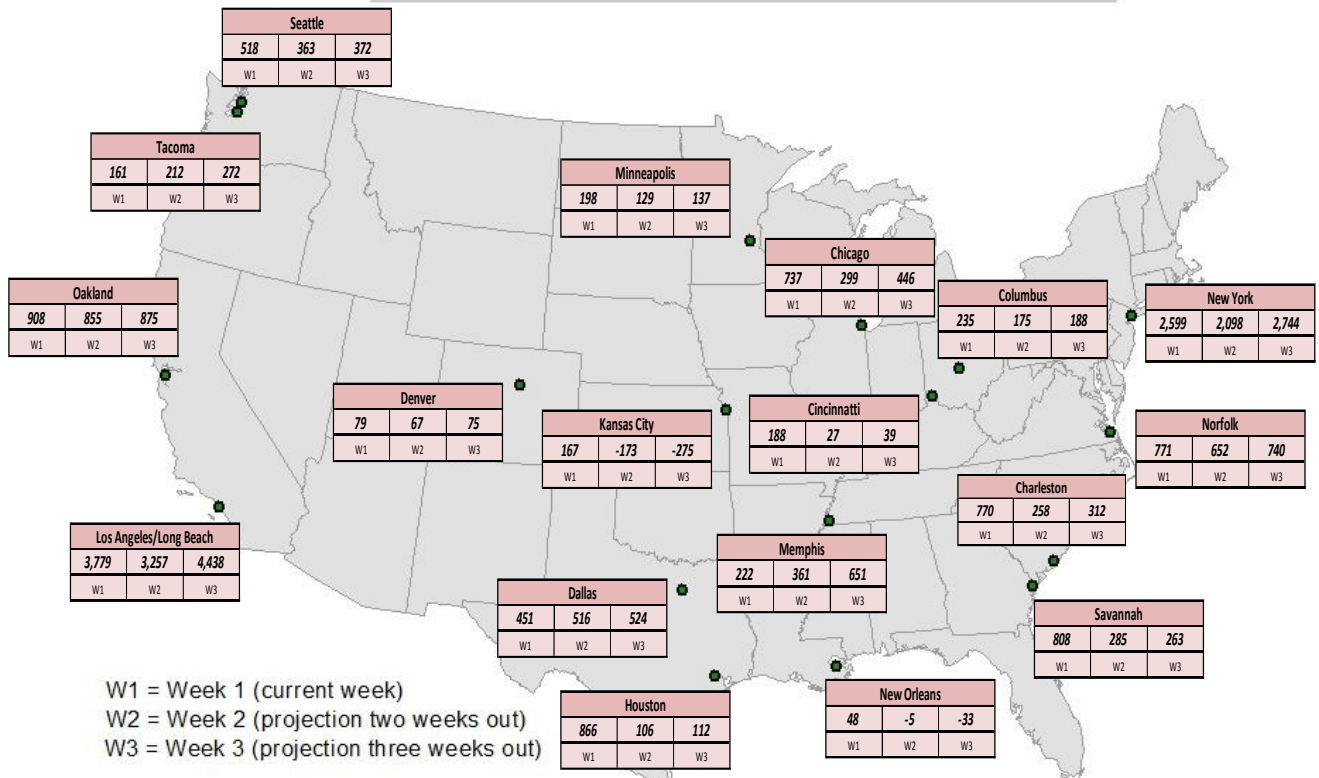 Seattle
518 363 372
W1 W2 W3
Tacoma
161 212 272
W1 W2 W3
Minneapolis
198 129 137
W1 W2 W3
Chicago
737 299 446
W1 W2 W3
Oakland
908 855 875
W1 W2 W3
Columbus
235 175 188
W1 W2 W3
New York
2,599 2,098 2,744
W1 W2 W3
Denver
79 67 75
W1 W2 W3
Kansas City
167 -173 -275
W1 W2 W3
Cincinnatti
188 27 39
W1 W2 W3
Norfolk
771 652 740
W1 W2 W3
Charleston
770 258 312
W1 W2 W3
Los Angeles/Long Beach
3,779 3,257 4,438
W1 W2 W3
Memphis
222 361 651
W1 W2 W3
Dallas
451 516 524
W1 W2 W3
Savannah
808 285 263
W1 W2 W3
New Orleans
48 -5 -33
W1 W2 W3
Houston
866 106 112
W1 W2 W3
W1 = Week 1 (current week)
W2 = Week 2 (projection two weeks out)
W3 = Week 3 (projection three weeks out)